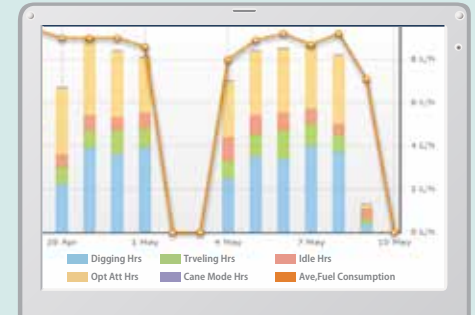 8 L/h
6 L/h
4 L/h
2 L/h
0 L/h
28 Apr 1 May 4 May 7 May 10 May
Digging Hrs Trveling Hrs Idle Hrs
Opt Att Hrs Cane Mode Hrs Ave,Fuel Consumption